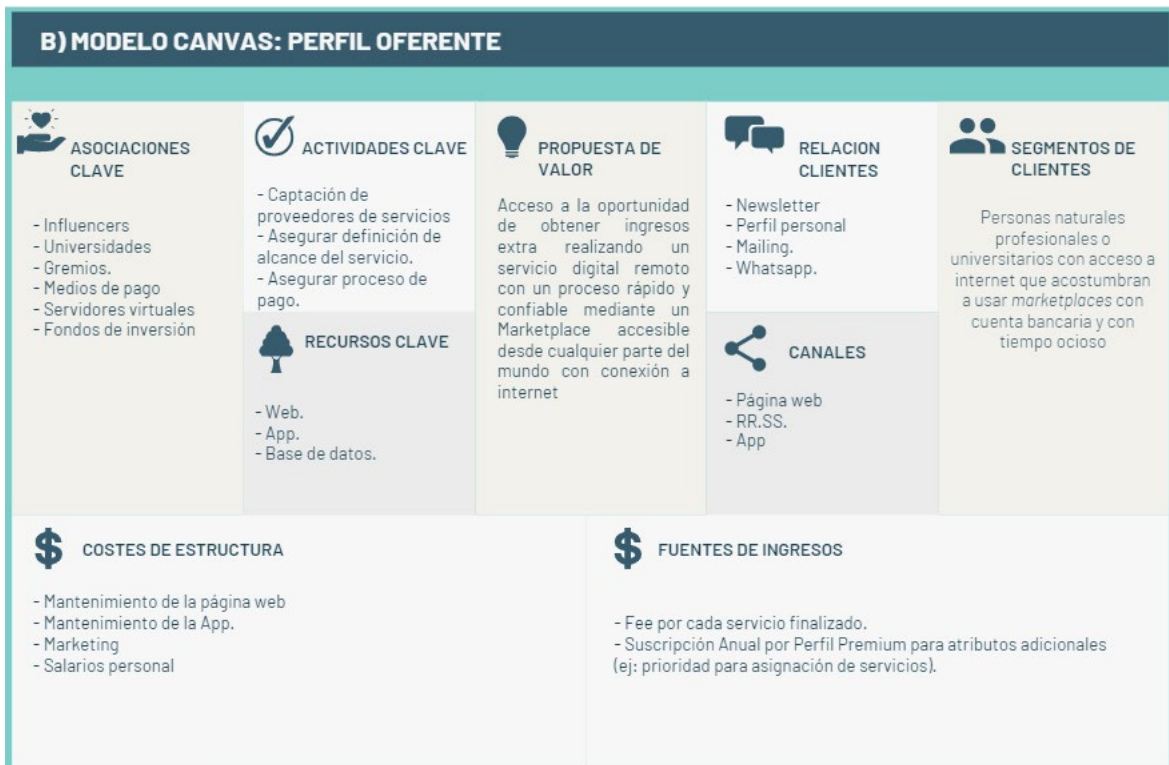 B) MODELO CANVAS: PERFIL OFERENTE
ASOCIACIONES
CLAVE
- Influencers
- Universidades
- Gremios.
- Medios de pago
- Servidores virtuales
- Fondos de inversión
ACTIVIDADES CLAVE
- Captación de
proveedores de servicios
- Asegurar definición de
alcance del servicio.
- Asegurar proceso de
pago.
RECURSOS CLAVE
- Web.
- App.
- Base de datos.
PROPUESTA DE
VALOR
Acceso a la oportunidad
de obtener ingresos
extra realizando un
servicio digital remoto
con un proceso rápido y
confiable mediante un
Marketplace accesible
desde cualquier parte del
mundo con conexión a
internet
RELACION
CLIENTES
- Newsletter
- Perfil personal
- Mailing.
- Whatsapp.
CANALES
- Página web
- RR.SS.
- App
SEGMENTOS DE
CLIENTES
Personas naturales
profesionales o
universitarios con acceso a
internet que acostumbran
a usar marketplaces con
cuenta bancaria y con
tiempo ocioso
COSTES DE ESTRUCTURA
- Mantenimiento de la página web
- Mantenimiento de la App.
- Marketing
- Salarios personal
FUENTES DE INGRESOS
- Fee por cada servicio finalizado.
- Suscripción Anual por Perfil Premium para atributos adicionales
(ej: prioridad para asignación de servicios).